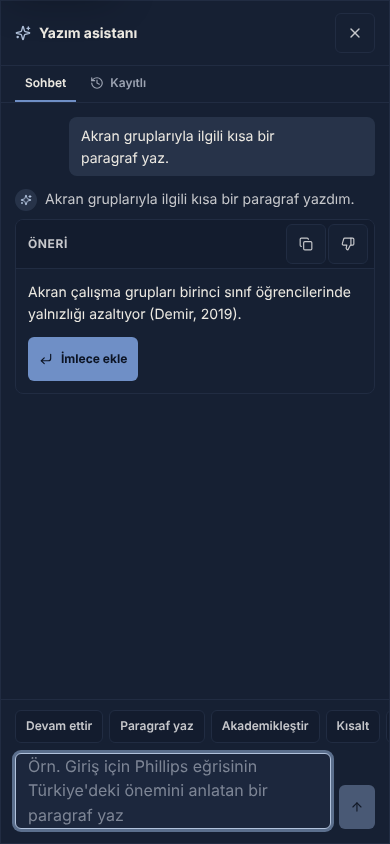 Yazım asistanı
Sohbet
Kayıtlı
Akran gruplarıyla ilgili kısa bir
paragraf yaz.
Akran gruplarıyla ilgili kısa bir paragraf yazdım.
ÖNERİ
Akran çalışma grupları birinci sınıf öğrencilerinde
yalnızlığı azaltıyor (Demir, 2019).
İmlece ekle
Devam ettir
Paragraf yaz
Akademikleştir
Kısalt
Örn. Giriş için Phillips eğrisinin
Türkiye'deki önemini anlatan bir
paragraf yaz